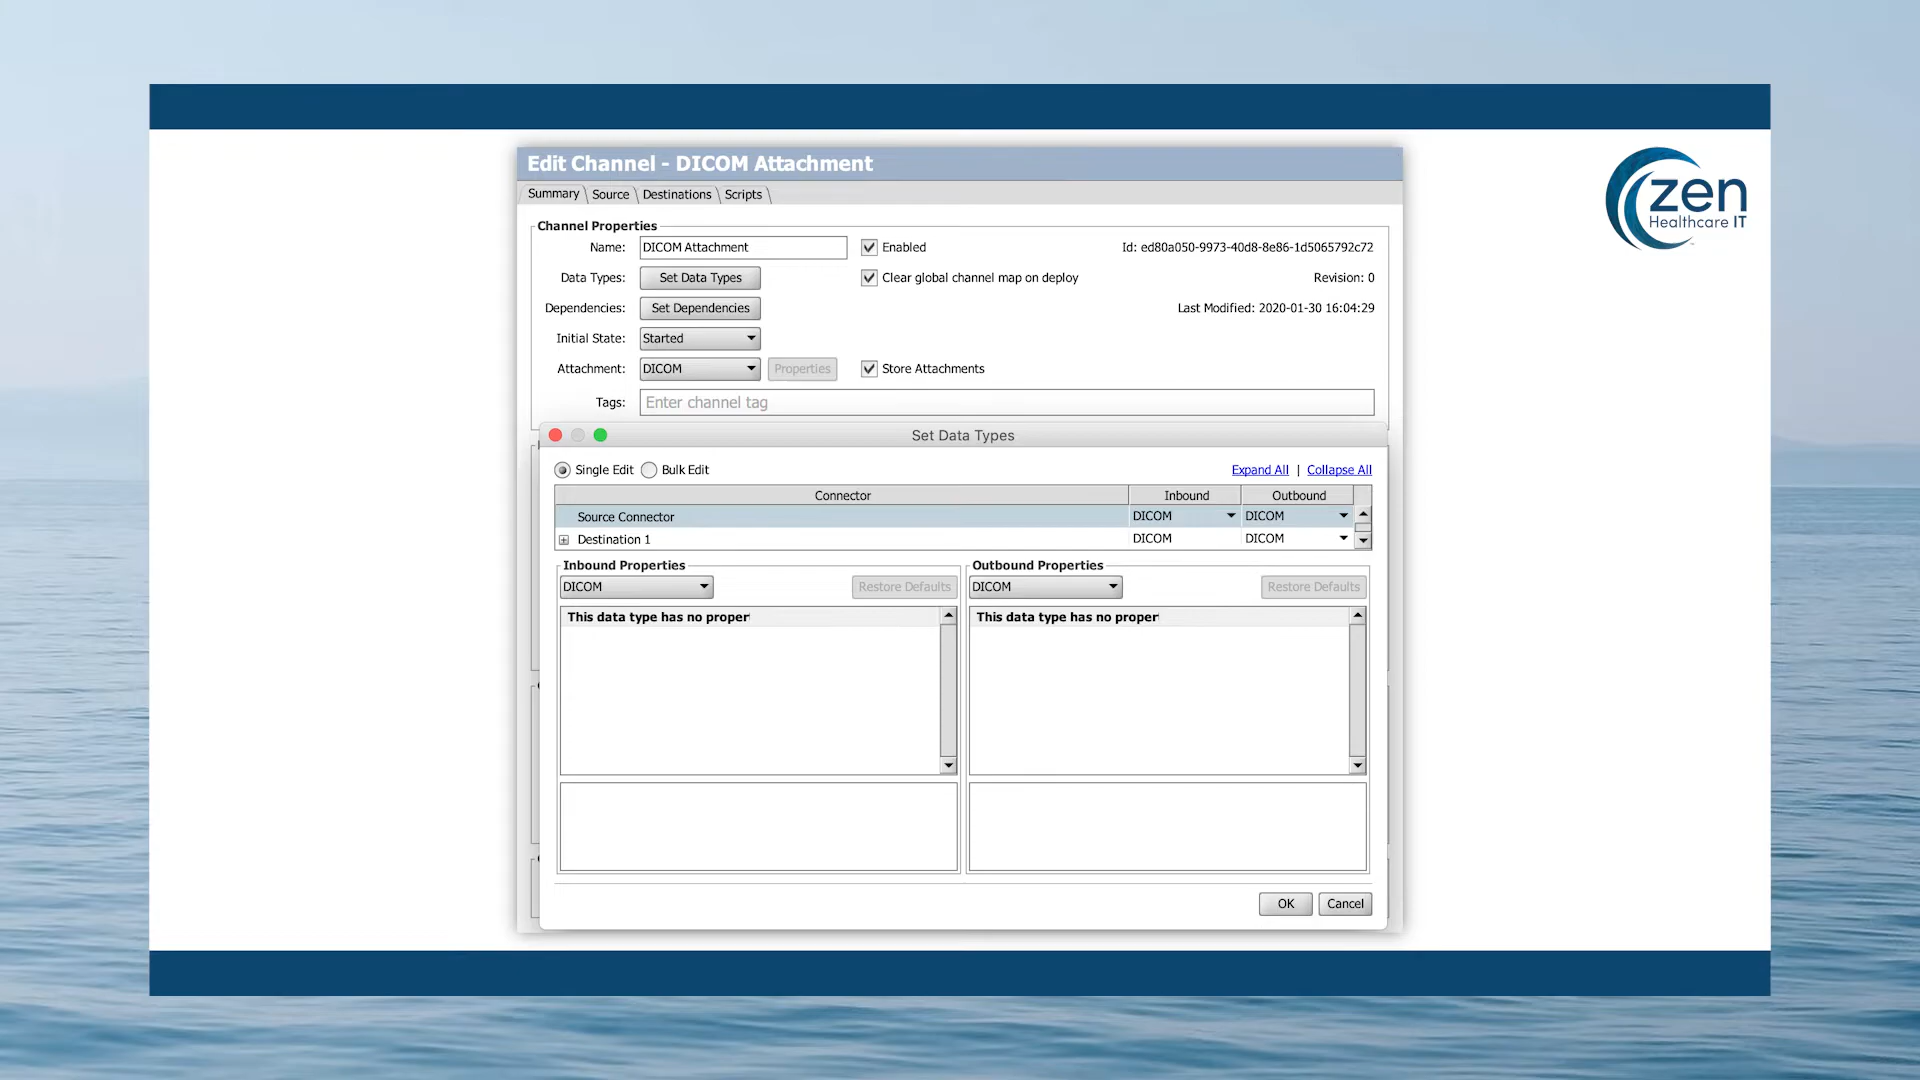 Edit Channel - DICOM Attachment
Summary Source Destinations Scripts
Channel Properties
Name: DICOM Attachment Enabled Id: ed80a050-9973-40d8-8e86-1d5065792c72
Data Types: Set Data Types Clear global channel map on deploy Revision: 0
Dependencies: Set Dependencies Last Modified: 2020-01-30 16:04:29
Initial State: Started
Attachment: DICOM Properties Store Attachments
Tags: Enter channel tag
Set Data Types
Single Edit Bulk Edit Expand All | Collapse All
Connector Inbound Outbound
Source Connector DICOM DICOM
Destination 1 DICOM DICOM
Inbound Properties Outbound Properties
DICOM Restore Defaults DICOM Restore Defaults
This data type has no proper This data type has no proper
OK Cancel
zen
Healthcare IT